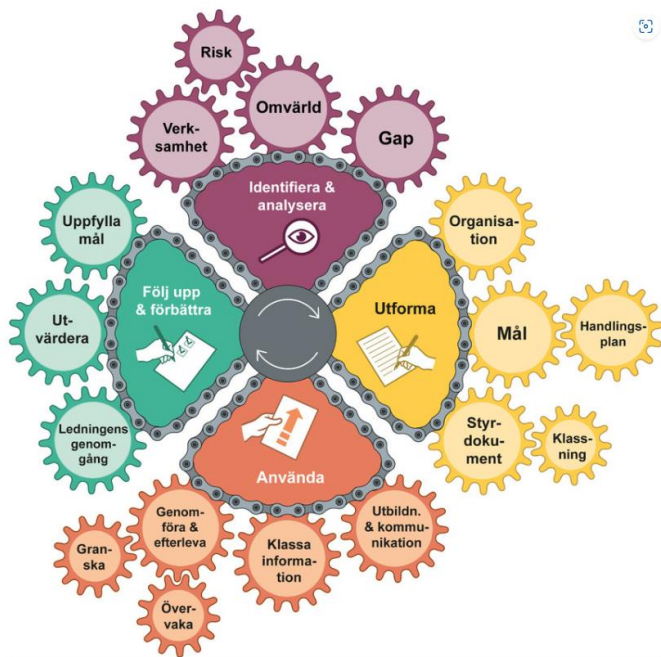 Risk
Omvärld
Verk-
samhet
Gap
Identifiera &
analysera
Uppfylla
mål
Organisa-
tion
Följ upp
& förbättra
Utforma
Ut-
värdera
Mål
Handlings-
plan
Ledningens
genom-
gång
Styr-
doku-
ment
Klass-
ning
Använda
Genom-
föra &
efterleva
Utbildn.
& kommu-
nikation
Gran-
ska
Klassa
information
Över-
vaka